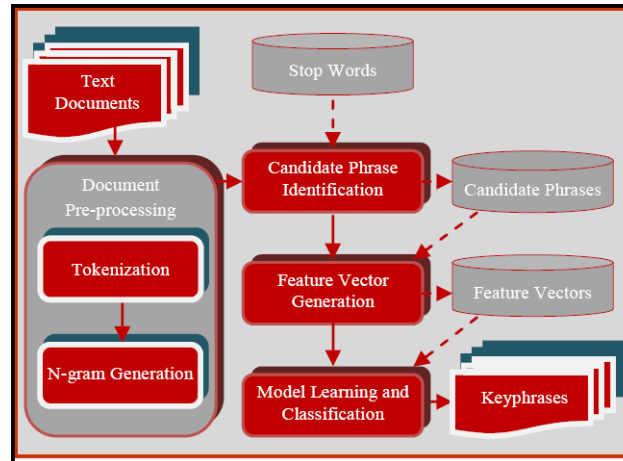 Text
Documents
Stop Words
Document
Pre-processing
Tokenization
N-gram Generation
Candidate Phrase
Identification
Candidate Phrases
Feature Vector
Generation
Feature Vectors
Model Learning and
Classification
Keyphrases